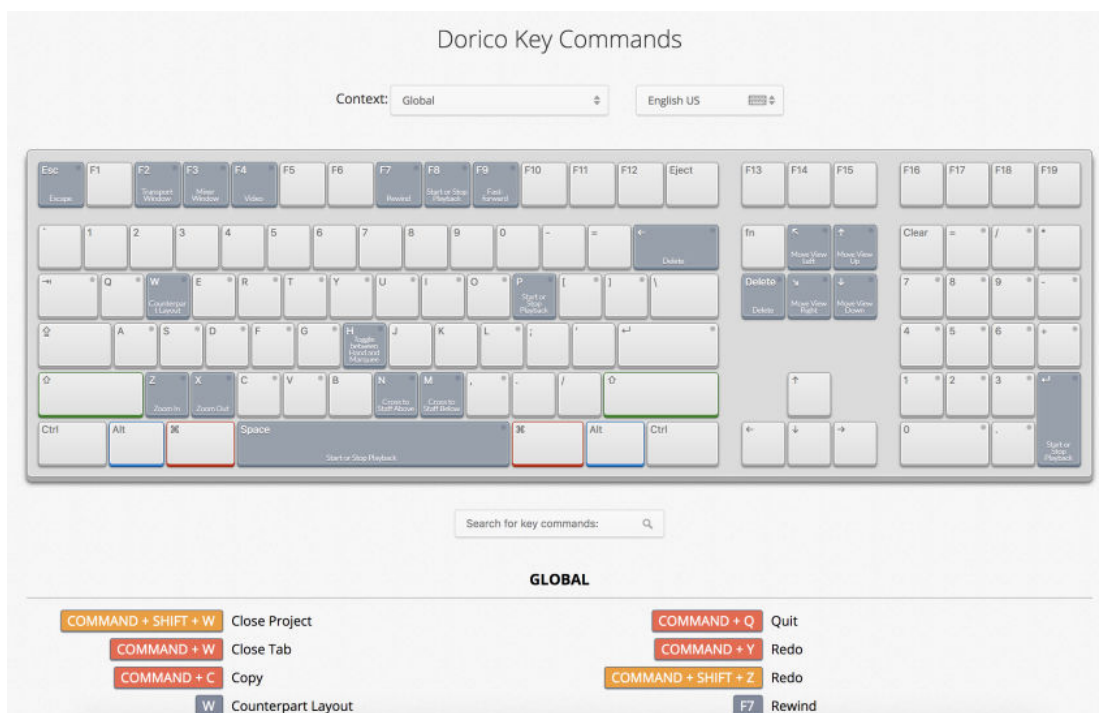 Dorico Key Commands
Context: Global English US
Esc F1 F2 F3 F4 F5 F6 F7 F8 F9 F10 F11 F12 Eject F13 F14 F15 F16 F17 F18 F19
Escape Transport Window Mixer Window Video Rewind Start or Stop Playback Fast-forward
` 1 2 3 4 5 6 7 8 9 0 - = ← fn ↖ ↑ Clear = / *
Delete Move View Left Move View Up
⇥ Q W E R T Y U I O P [ ] \ Delete ↘ ↓ 7 8 9 -
Counterpart Layout Start or Stop Playback Delete Move View Right Move View Down
A S D F G H J K L ; ' ↵ 4 5 6 +
Toggle between Hand and Marquee
⇧ Z X C V B N M , . / ⇧ ↑ 1 2 3 ↵
Zoom In Zoom Out Cross to Staff Above Cross to Staff Below
Ctrl Alt ⌘ Space ⌘ Alt Ctrl ← ↓ → 0 .
Start or Stop Playback Start or Stop Playback
Search for key commands:
GLOBAL
COMMAND + SHIFT + W Close Project COMMAND + Q Quit
COMMAND + W Close Tab COMMAND + Y Redo
COMMAND + C Copy COMMAND + SHIFT + Z Redo
W Counterpart Layout F7 Rewind